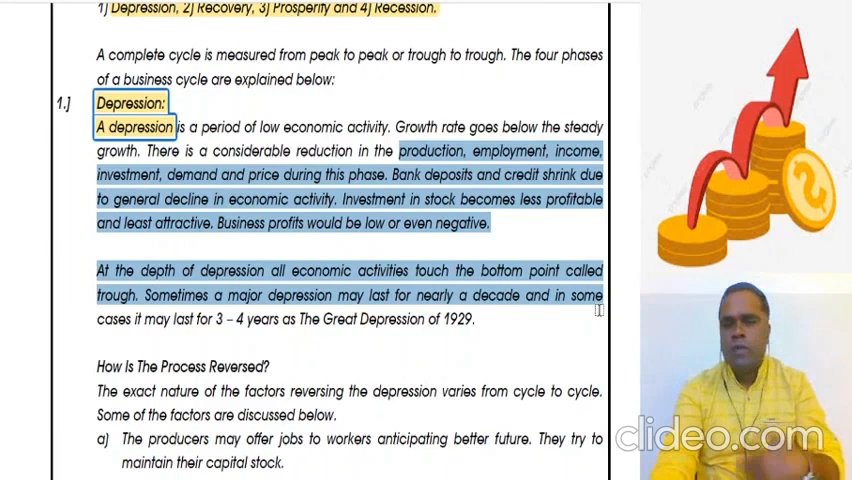 1] Depression, 2) Recovery, 3) Prosperity and 4) Recession.
A complete cycle is measured from peak to peak or trough to trough. The four phases
of a business cycle are explained below:
1.] Depression:
A depression is a period of low economic activity. Growth rate goes below the steady
growth. There is a considerable reduction in the production, employment, income,
investment, demand and price during this phase. Bank deposits and credit shrink due
to general decline in economic activity. Investment in stock becomes less profitable
and least attractive. Business profits would be low or even negative.
At the depth of depression all economic activities touch the bottom point called
trough. Sometimes a major depression may last for nearly a decade and in some
cases it may last for 3 – 4 years as The Great Depression of 1929.
How Is The Process Reversed?
The exact nature of the factors reversing the depression varies from cycle to cycle.
Some of the factors are discussed below.
a) The producers may offer jobs to workers anticipating better future. They try to
maintain their capital stock.
clideo.com